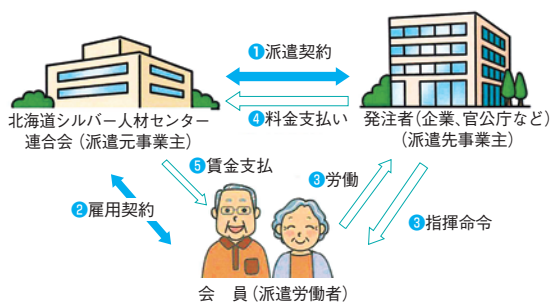 ❶派遣契約
❹料金支払い
北海道シルバー人材センター
連合会（派遣元事業主）
発注者（企業、官公庁など）
（派遣先事業主）
❺賃金支払
❸労働
❷雇用契約
❸指揮命令
会　員（派遣労働者）